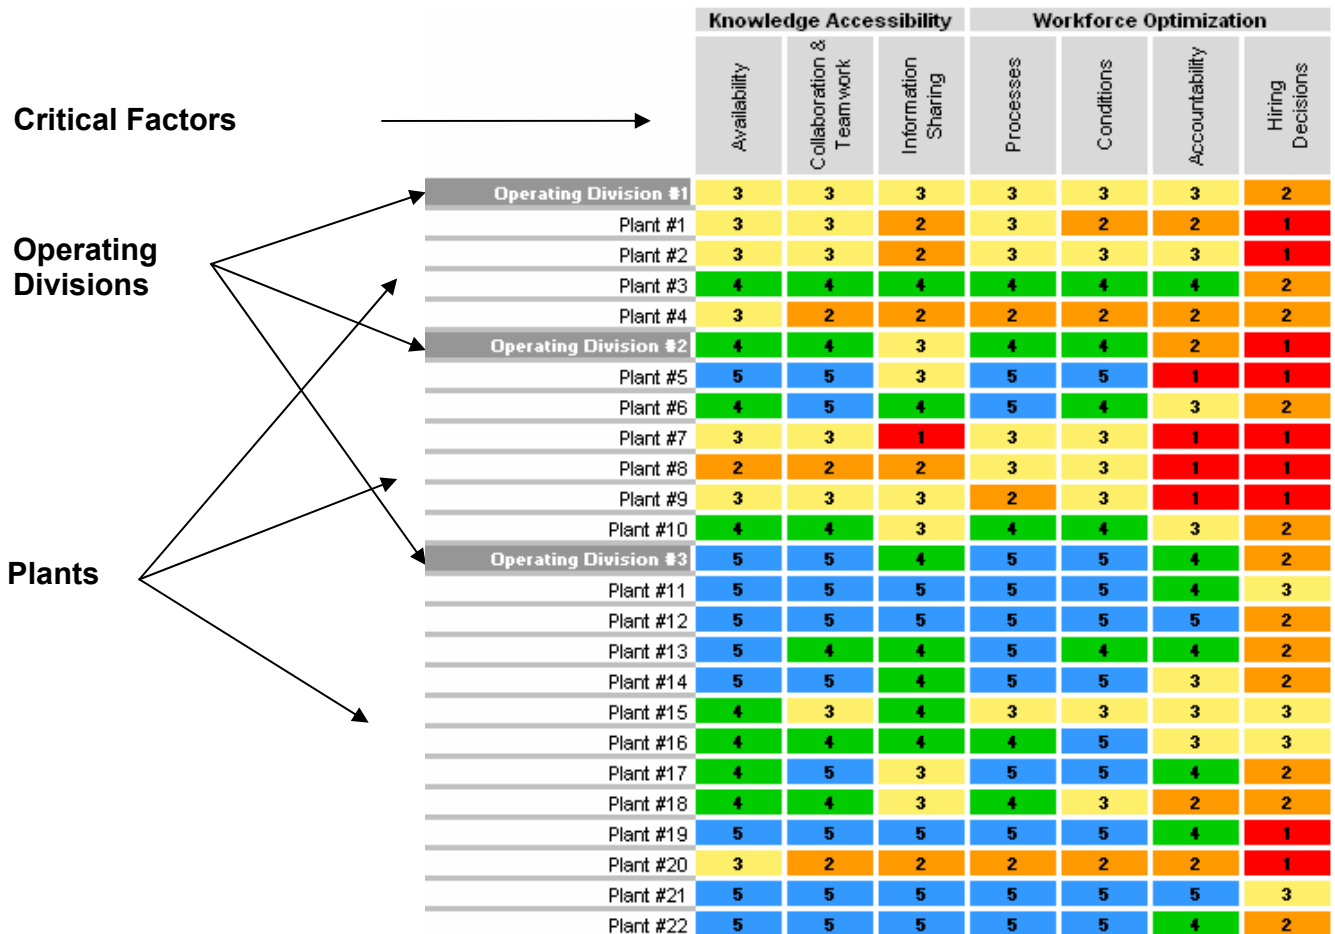 Knowledge Accessibility Workforce Optimization
Availability
Collaboration &
Teamwork
Information
Sharing
Processes
Conditions
Accountability
Hiring
Decisions
Critical Factors
Operating Division #1 3 3 3 3 3 3 2
Plant #1 3 3 2 3 2 2 1
Operating
Divisions
Plant #2 3 3 2 3 3 3 1
Plant #3 4 4 4 4 4 4 2
Plant #4 3 2 2 2 2 2 2
Operating Division #2 4 4 3 4 4 2 1
Plant #5 5 5 3 5 5 1 1
Plant #6 4 5 4 5 4 3 2
Plant #7 3 3 1 3 3 1 1
Plant #8 2 2 2 3 3 1 1
Plant #9 3 3 3 2 3 1 1
Plant #10 4 4 3 4 4 3 2
Operating Division #3 5 5 4 5 5 4 2
Plants
Plant #11 5 5 5 5 5 4 3
Plant #12 5 5 5 5 5 5 2
Plant #13 5 4 4 5 4 4 2
Plant #14 5 5 4 5 5 3 2
Plant #15 4 3 4 3 3 3 3
Plant #16 4 4 4 4 5 3 3
Plant #17 4 5 3 5 5 4 2
Plant #18 4 4 3 4 3 2 2
Plant #19 5 5 5 5 5 4 1
Plant #20 3 2 2 2 2 2 1
Plant #21 5 5 5 5 5 5 3
Plant #22 5 5 5 5 5 4 2